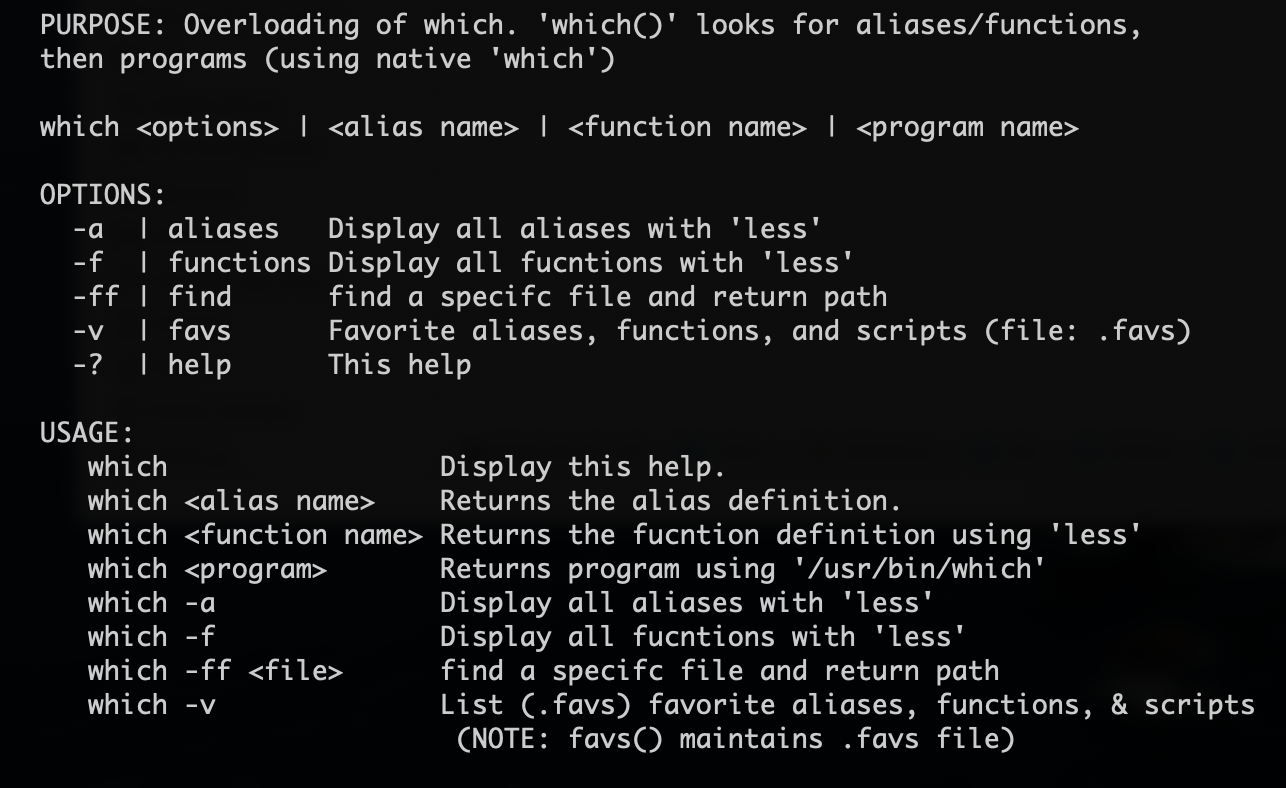 PURPOSE: Overloading of which. 'which()' looks for aliases/functions,
then programs (using native 'which')
which <options> | <alias name> | <function name> | <program name>
OPTIONS:
-a | aliases Display all aliases with 'less'
-f | functions Display all fucntions with 'less'
-ff | find find a specifc file and return path
-v | favs Favorite aliases, functions, and scripts (file: .favs)
-? | help This help
USAGE:
which Display this help.
which <alias name> Returns the alias definition.
which <function name> Returns the fucntion definition using 'less'
which <program> Returns program using '/usr/bin/which'
which -a Display all aliases with 'less'
which -f Display all fucntions with 'less'
which -ff <file> find a specifc file and return path
which -v List (.favs) favorite aliases, functions, & scripts
(NOTE: favs() maintains .favs file)